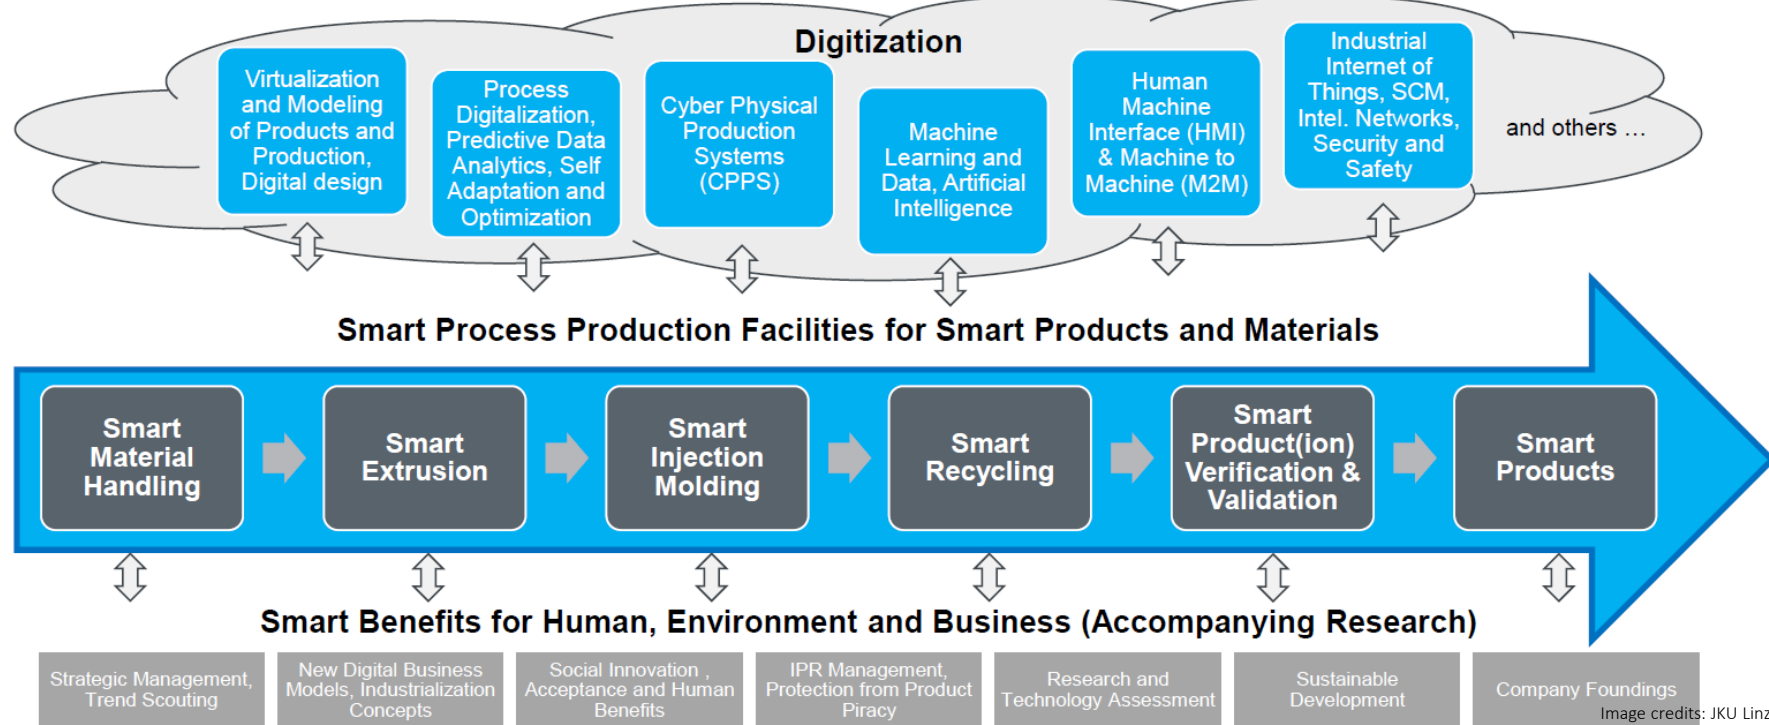 Digitization
Virtualization
and Modeling
of Products and
Production,
Digital design
Process
Digitalization,
Predictive Data
Analytics, Self
Adaptation and
Optimization
Cyber Physical
Production
Systems
(CPPS)
Machine
Learning and
Data, Artificial
Intelligence
Human
Machine
Interface (HMI)
& Machine to
Machine (M2M)
Industrial
Internet of
Things, SCM,
Intel. Networks,
Security and
Safety
and others ...
Smart Process Production Facilities for Smart Products and Materials
Smart
Material
Handling
Smart
Extrusion
Smart
Injection
Molding
Smart
Recycling
Smart
Product(ion)
Verification &
Validation
Smart
Products
Smart Benefits for Human, Environment and Business (Accompanying Research)
Strategic Management,
Trend Scouting
New Digital Business
Models, Industrialization
Concepts
Social Innovation ,
Acceptance and Human
Benefits
IPR Management,
Protection from Product
Piracy
Research and
Technology Assessment
Sustainable
Development
Company Foundings
Image credits: JKU Linz